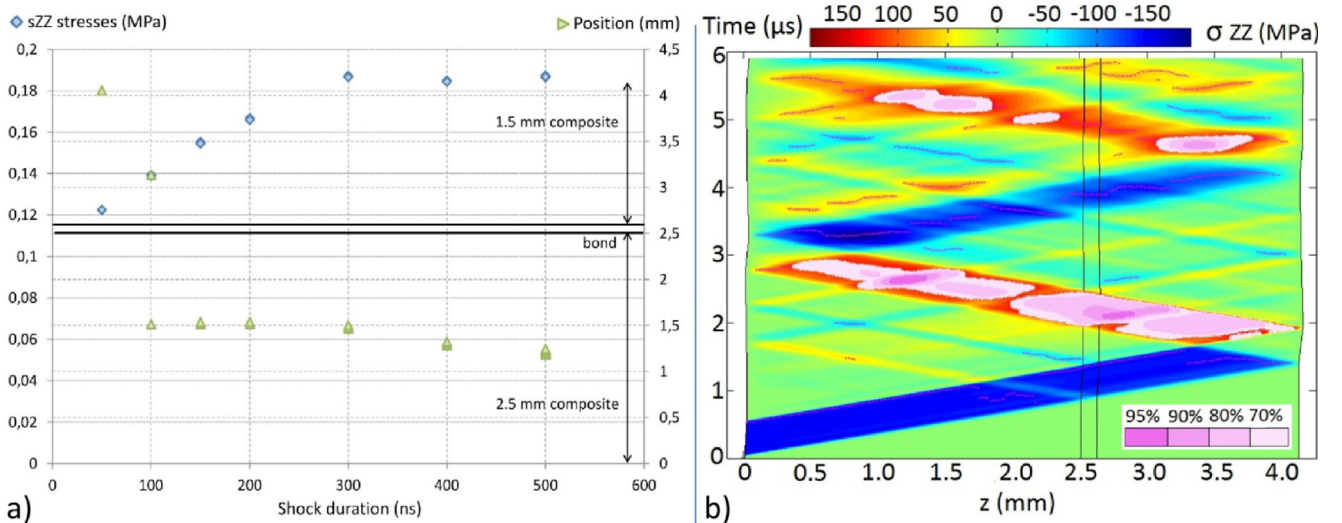 sZZ stresses (MPa)
Position (mm)
0,2
0,18
0,16
0,14
0,12
0,1
0,08
0,06
0,04
0,02
0
4,5
4
3,5
3
2,5
2
1,5
1
0,5
0
1.5 mm composite
bond
2.5 mm composite
0 100 200 300 400 500 600
a) Shock duration (ns)
Time (µs) 150 100 50 0 -50 -100 -150 σ ZZ (MPa)
6
5
4
3
2
1
0
95% 90% 80% 70%
0 0.5 1.0 1.5 2.0 2.5 3.0 3.5 4.0
b) z (mm)